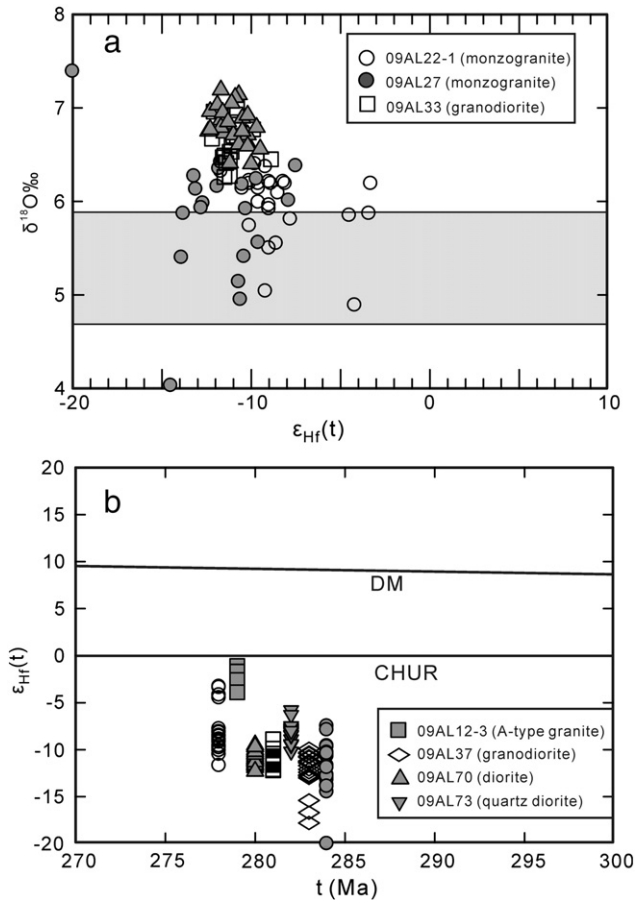 a
09AL22-1 (monzogranite)
09AL27 (monzogranite)
09AL33 (granodiorite)
8
7
6
5
4
δ¹⁸O‰
-20 -10 0 10
εHf(t)
b
20
15
10
5
0
-5
-10
-15
-20
εHf(t)
DM
CHUR
09AL12-3 (A-type granite)
09AL37 (granodiorite)
09AL70 (diorite)
09AL73 (quartz diorite)
270 275 280 285 290 295 300
t (Ma)